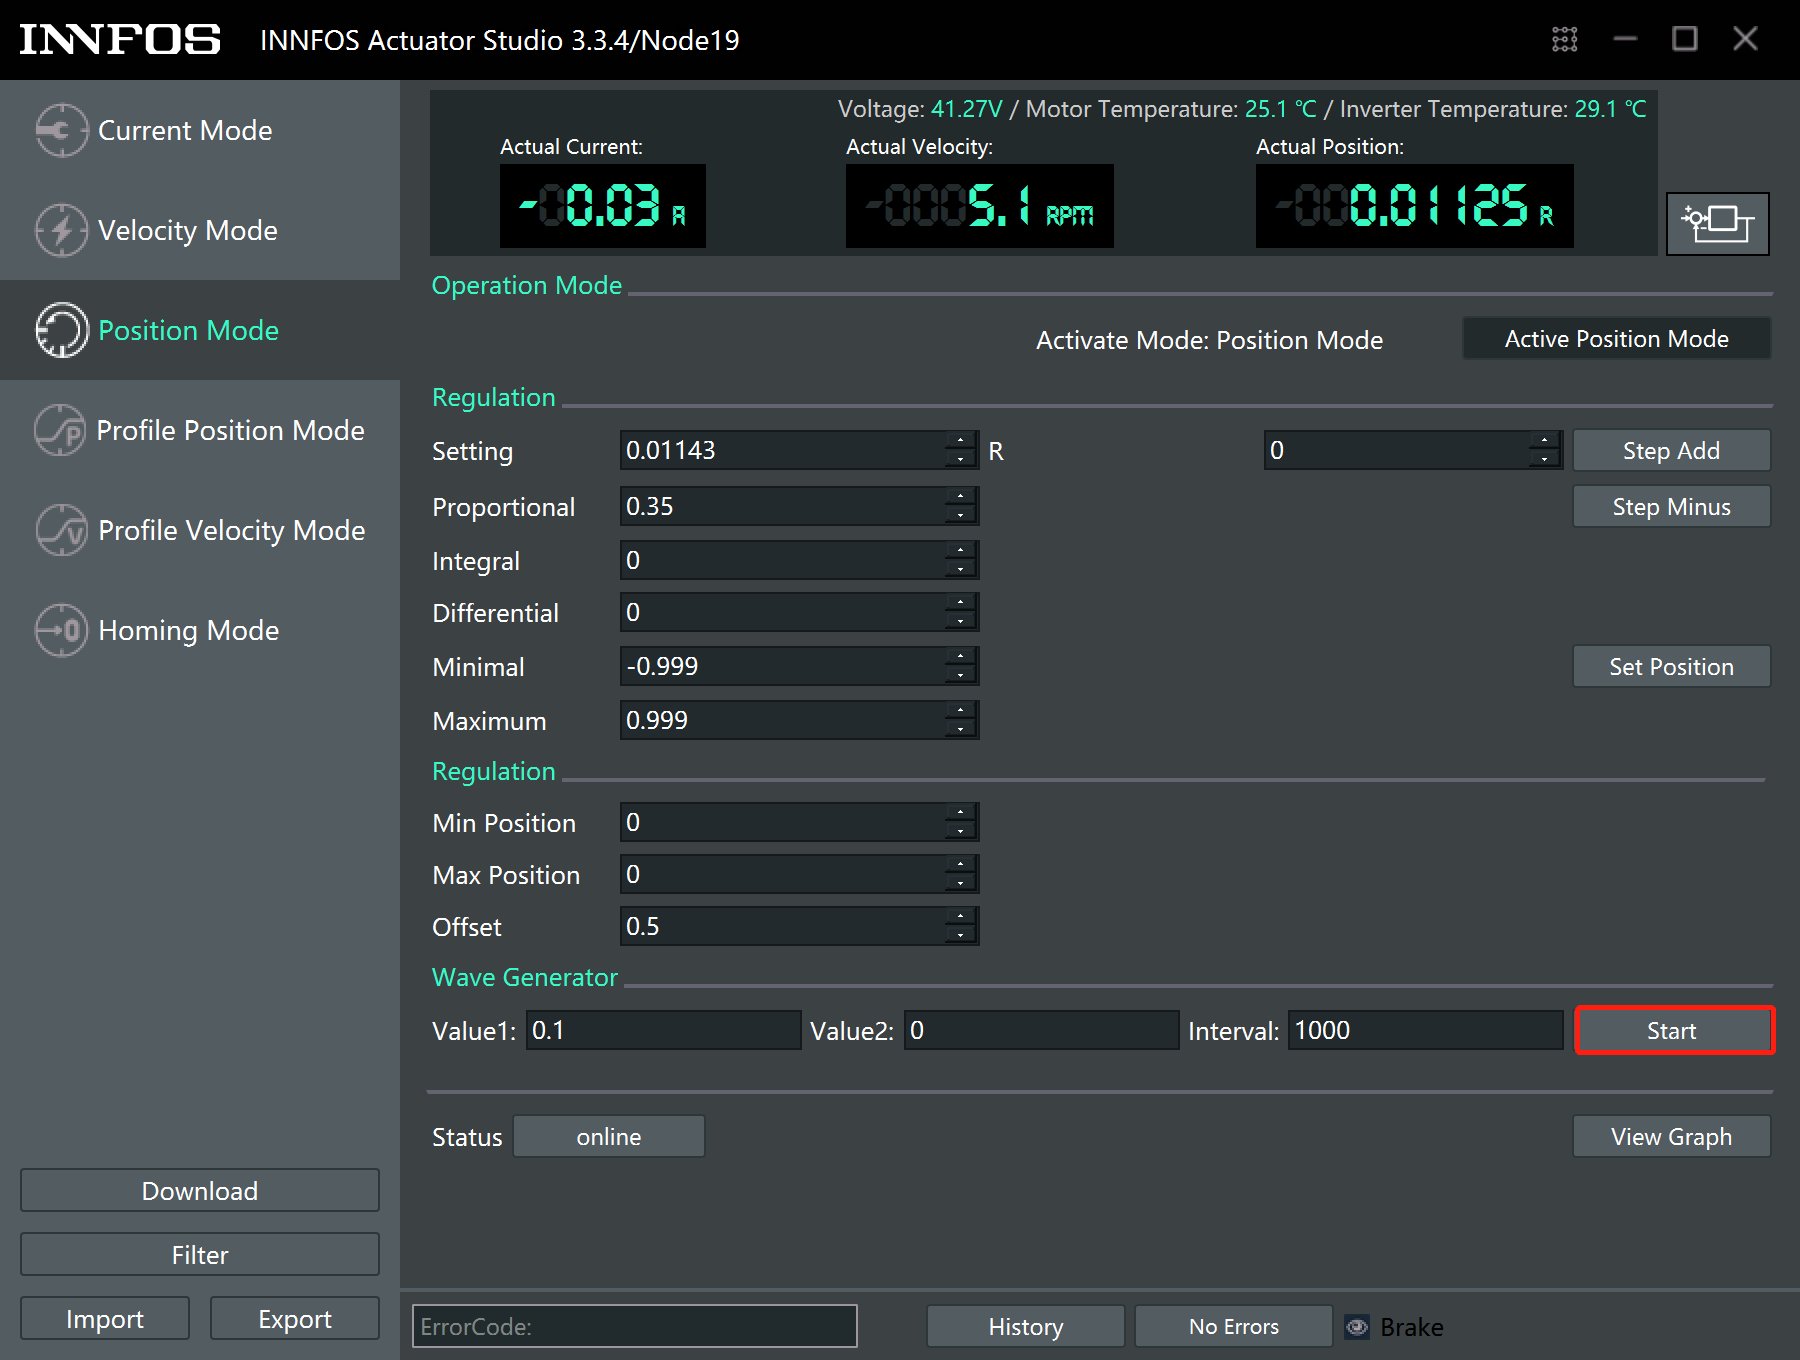 INNFOS INNFOS Actuator Studio 3.3.4/Node19
Current Mode
Velocity Mode
Position Mode
Profile Position Mode
Profile Velocity Mode
Homing Mode
Download
Filter
Import Export
Voltage: 41.27V / Motor Temperature: 25.1 ℃ / Inverter Temperature: 29.1 ℃
Actual Current: Actual Velocity: Actual Position:
-0.03 A 5.1 RPM 0.01125 R
Operation Mode
Activate Mode: Position Mode Active Position Mode
Regulation
Setting 0.01143 R 0 Step Add
Proportional 0.35 Step Minus
Integral 0
Differential 0
Minimal -0.999 Set Position
Maximum 0.999
Regulation
Min Position 0
Max Position 0
Offset 0.5
Wave Generator
Value1: 0.1 Value2: 0 Interval: 1000 Start
Status online View Graph
ErrorCode: History No Errors Brake